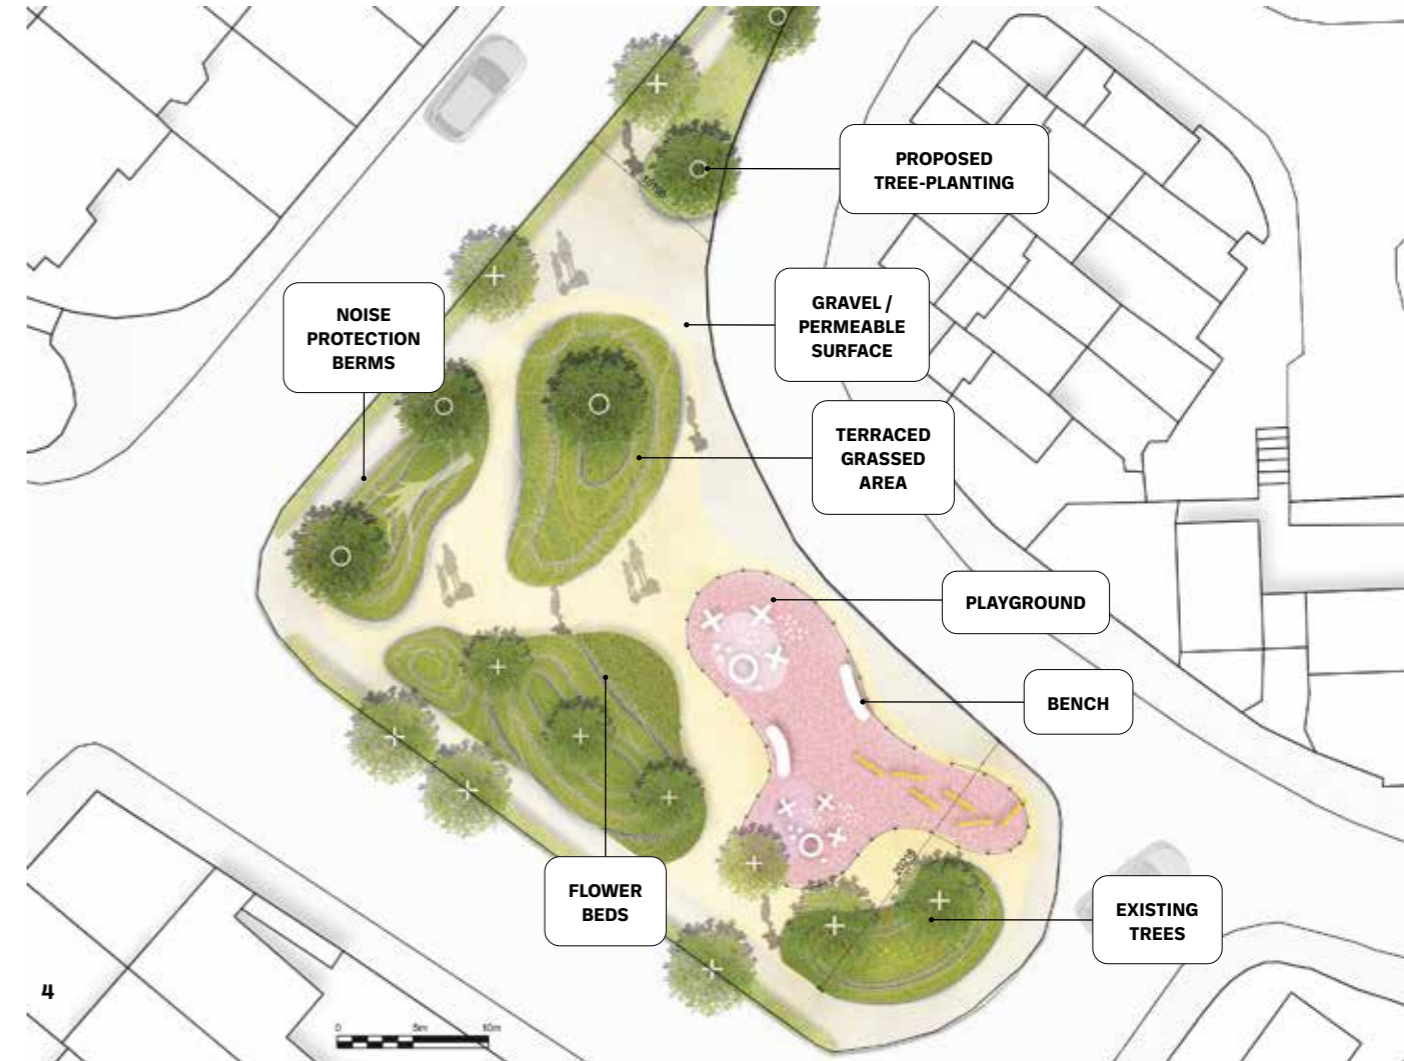 PROPOSED
TREE-PLANTING
GRAVEL /
PERMEABLE
SURFACE
NOISE
PROTECTION
BERMS
TERRACED
GRASSED
AREA
PLAYGROUND
BENCH
FLOWER
BEDS
EXISTING
TREES
4
0 5m 10m